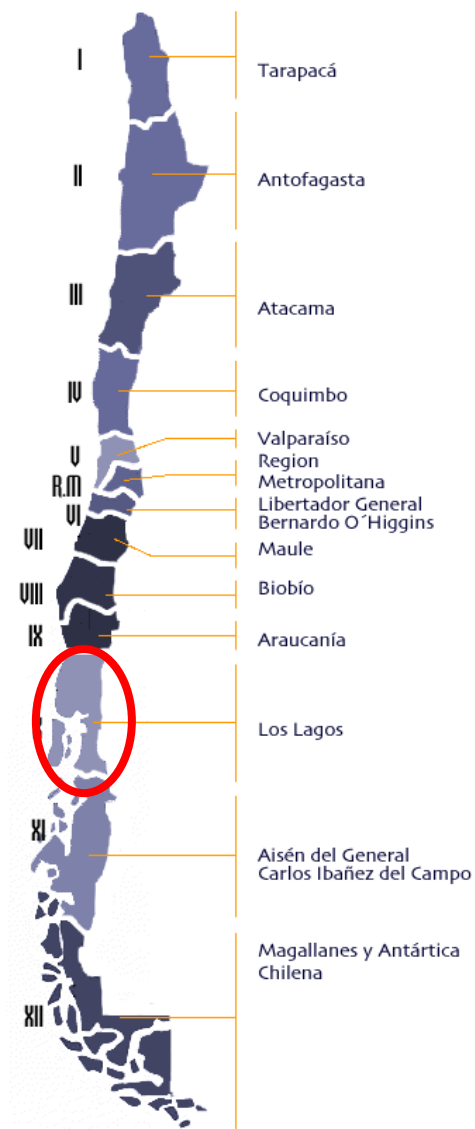 I
Tarapacá
II
Antofagasta
III
Atacama
IV
Coquimbo
V
Valparaíso
R.M
Region
Metropolitana
VI
Libertador General
Bernardo O´Higgins
VII
Maule
VIII
Biobío
IX
Araucanía
Los Lagos
XI
Aisén del General
Carlos Ibañez del Campo
Magallanes y Antártica
Chilena
XII